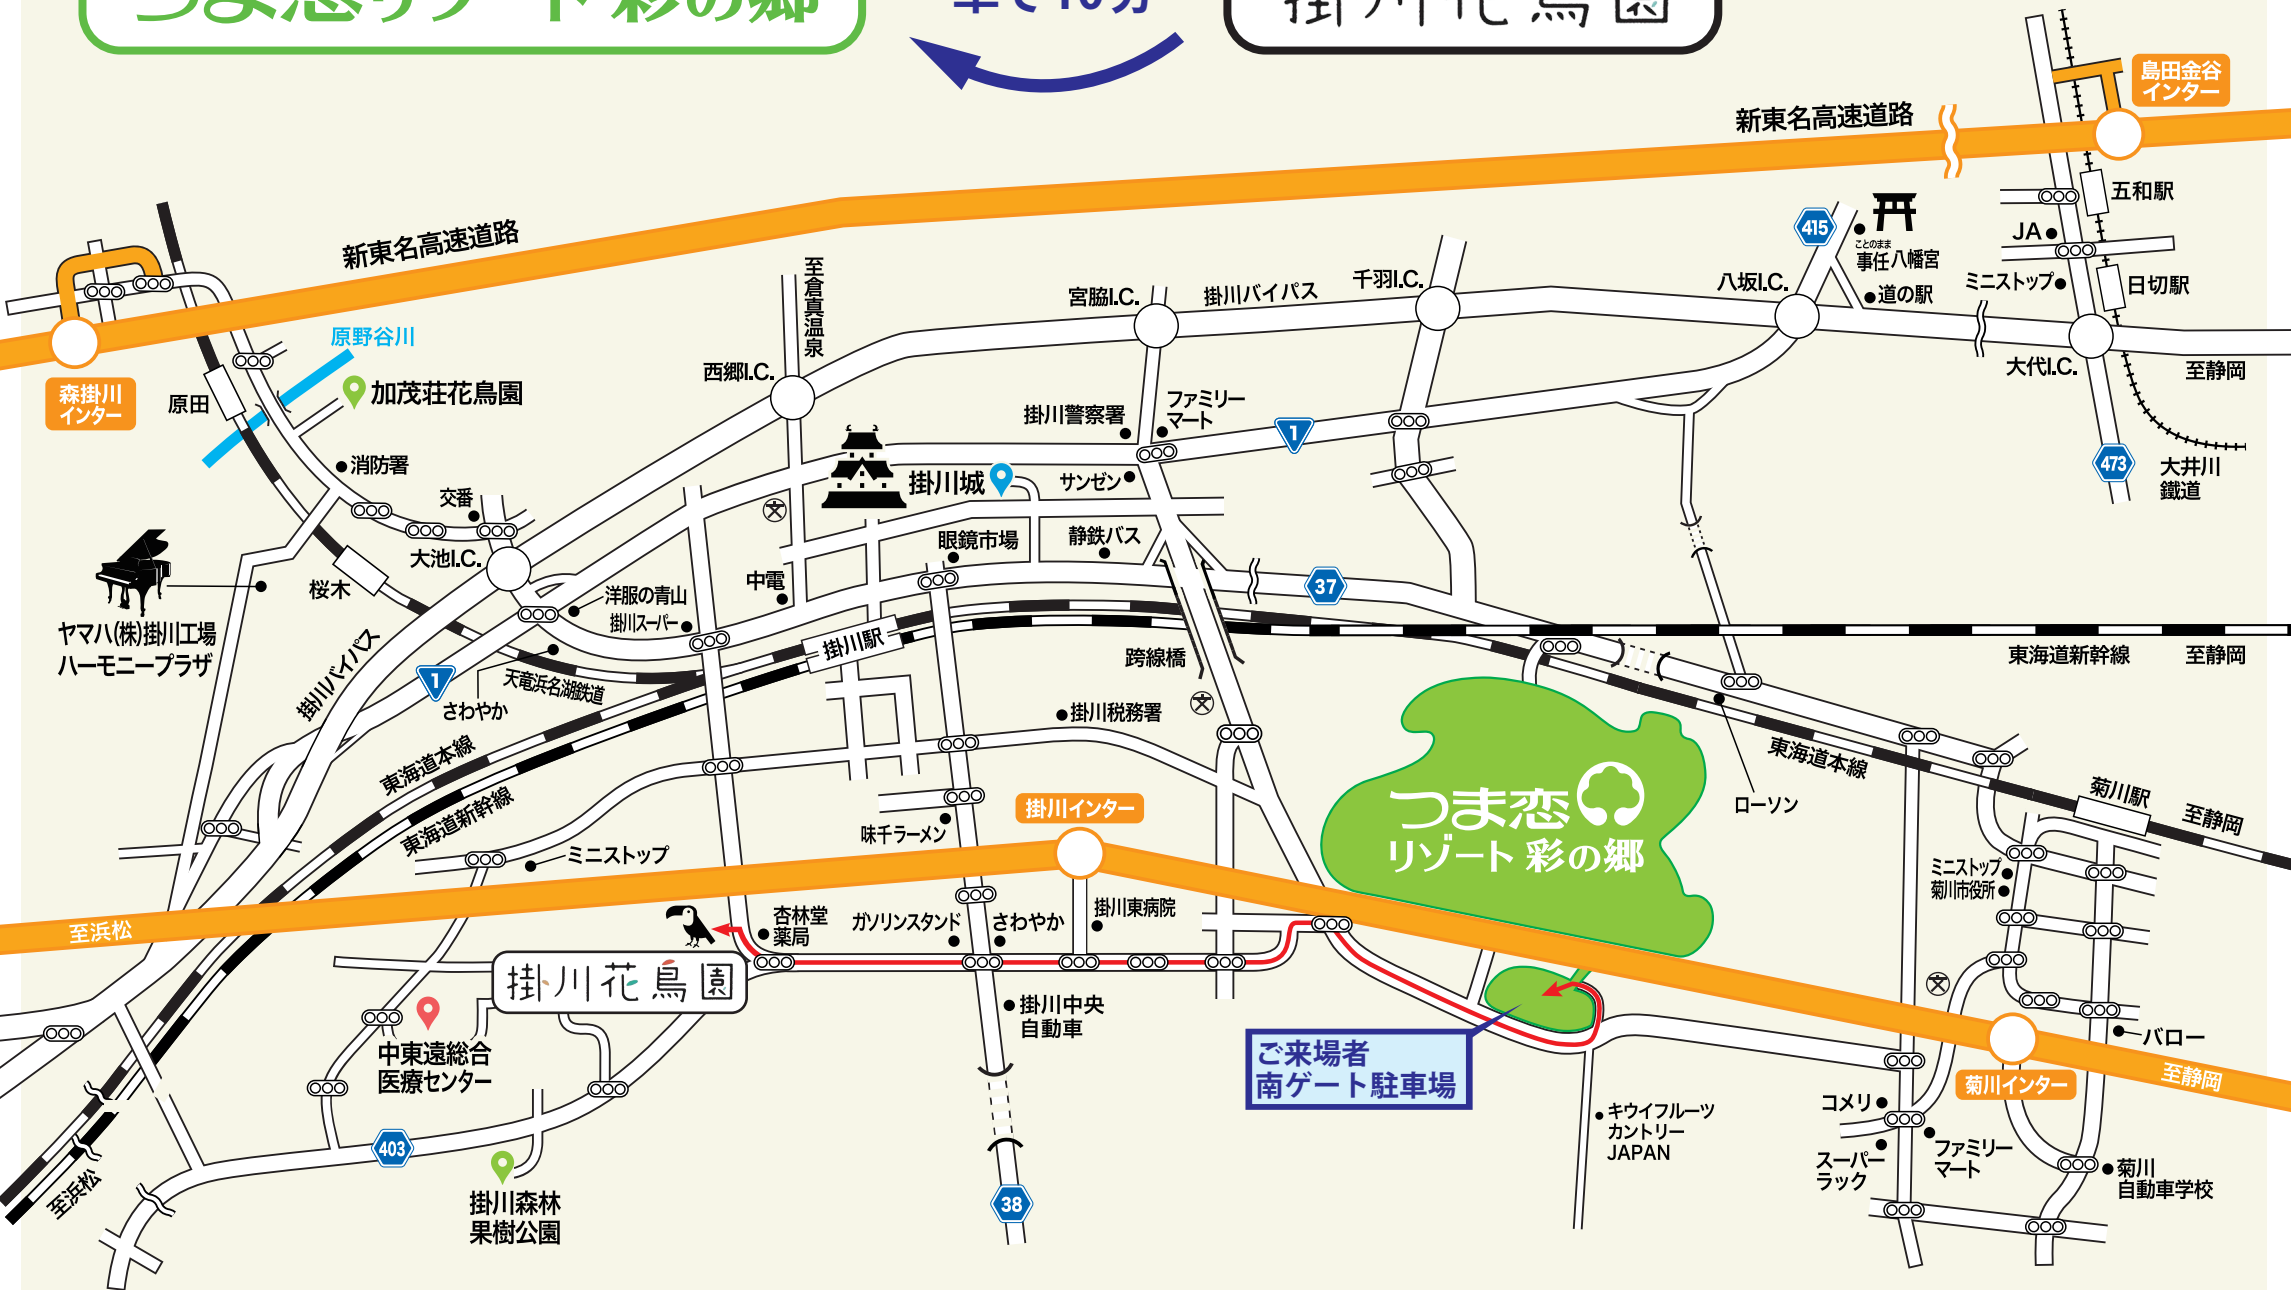 つま恋リゾート 彩の郷
車で10分
掛川花鳥園
島田金谷
インター
新東名高速道路
五和駅
JA
415
ことのまま
事任八幡宮
道の駅
ミニストップ
日切駅
新東名高速道路
至倉真温泉
宮脇I.C.
掛川バイパス
千羽I.C.
八坂I.C.
大代I.C.
至静岡
原野谷川
森掛川
インター
原田
加茂荘花鳥園
西郷I.C.
掛川警察署
ファミリー
マート
1
473
大井川
鐵道
消防署
交番
掛川城
サンゼン
大池I.C.
眼鏡市場
静鉄バス
桜木
中電
洋服の青山
掛川スーパー
37
ヤマハ(株)掛川工場
ハーモニープラザ
掛川バイパス
1
天竜浜名湖鉄道
さわやか
掛川駅
跨線橋
東海道新幹線
至静岡
掛川税務署
東海道本線
東海道新幹線
東海道本線
ローソン
菊川駅
至静岡
つま恋
リゾート 彩の郷
掛川インター
味千ラーメン
ミニストップ
ミニストップ
菊川市役所
至浜松
杏林堂
薬局
ガソリンスタンド
さわやか
掛川東病院
掛川花鳥園
掛川中央
自動車
中東遠総合
医療センター
ご来場者
南ゲート駐車場
バロー
至静岡
菊川インター
コメリ
キウイフルーツ
カントリー
JAPAN
ファミリー
マート
スーパー
ラック
菊川
自動車学校
403
至浜松
掛川森林
果樹公園
38